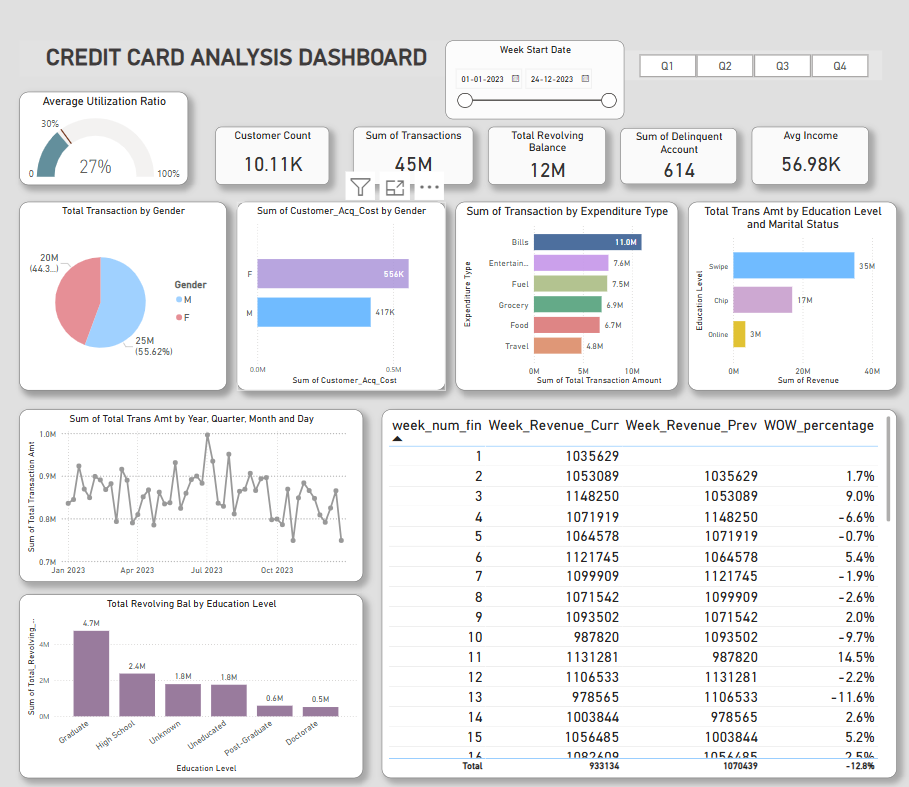 CREDIT CARD ANALYSIS DASHBOARD
Week Start Date
01-01-2023
24-12-2023
Q1
Q2
Q3
Q4
Average Utilization Ratio
30%
0
27%
100%
Customer Count
10.11K
Sum of Transactions
45M
Total Revolving
Balance
12M
Sum of Delinquent
Account
614
Avg Income
56.98K
Total Transaction by Gender
20M
(44.3...)
25M
(55.62%)
Gender
M
F
Sum of Customer_Acq_Cost by Gender
F
556K
M
417K
0.0M
0.5M
Sum of Customer_Acq_Cost
Sum of Transaction by Expenditure Type
Expenditure Type
Bills
11.0M
Entertain...
7.6M
Fuel
7.5M
Grocery
6.9M
Food
6.7M
Travel
4.8M
0M
5M
10M
Sum of Total Transaction Amount
Total Trans Amt by Education Level
and Marital Status
Education Level
Swipe
35M
Chip
17M
Online
3M
0M
20M
40M
Sum of Revenue
Sum of Total Trans Amt by Year, Quarter, Month and Day
Sum of Total Transaction Amt
1.0M
0.9M
0.8M
0.7M
Jan 2023
Apr 2023
Jul 2023
Oct 2023
Total Revolving Bal by Education Level
Sum of Total_Revolving_...
4M
2M
0M
4.7M
2.4M
1.8M
1.8M
0.6M
0.5M
Graduate
High School
Unknown
Uneducated
Post-Graduate
Doctorate
Education Level
week_num_fin Week_Revenue_Curr Week_Revenue_Prev WOW_percentage
1 1035629
2 1053089 1035629 1.7%
3 1148250 1053089 9.0%
4 1071919 1148250 -6.6%
5 1064578 1071919 -0.7%
6 1121745 1064578 5.4%
7 1099909 1121745 -1.9%
8 1071542 1099909 -2.6%
9 1093502 1071542 2.0%
10 987820 1093502 -9.7%
11 1131281 987820 14.5%
12 1106533 1131281 -2.2%
13 978565 1106533 -11.6%
14 1003844 978565 2.6%
15 1056485 1003844 5.2%
16 1082609 1056485 2.5%
Total 933134 1070439 -12.8%